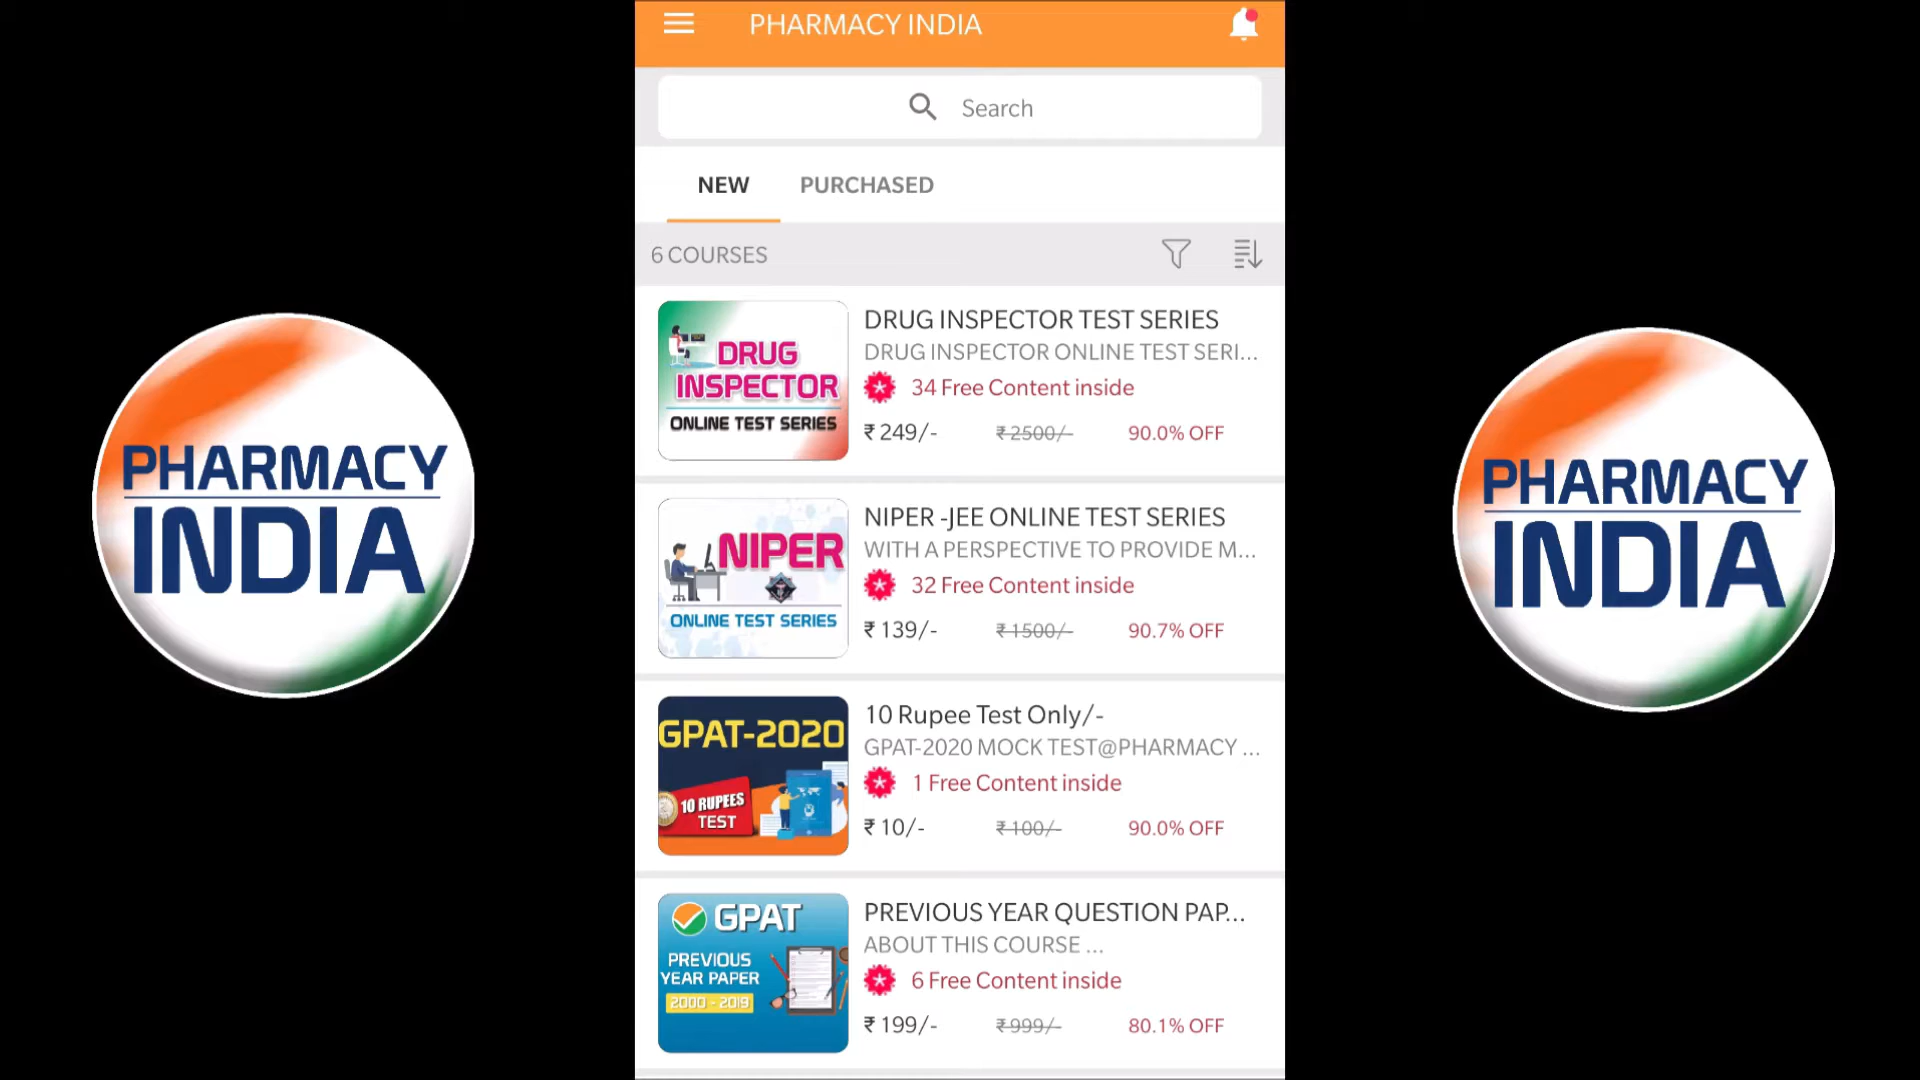 PHARMACY INDIA
Search
NEW PURCHASED
6 COURSES
DRUG
INSPECTOR
ONLINE TEST SERIES
DRUG INSPECTOR TEST SERIES
DRUG INSPECTOR ONLINE TEST SERI...
34 Free Content inside
₹ 249/- ₹ 2500/- 90.0% OFF
NIPER
ONLINE TEST SERIES
NIPER -JEE ONLINE TEST SERIES
WITH A PERSPECTIVE TO PROVIDE M...
32 Free Content inside
₹ 139/- ₹ 1500/- 90.7% OFF
GPAT-2020
10 RUPEES
TEST
10 Rupee Test Only/-
GPAT-2020 MOCK TEST@PHARMACY ...
1 Free Content inside
₹ 10/- ₹ 100/- 90.0% OFF
GPAT
PREVIOUS
YEAR PAPER
2000 - 2019
PREVIOUS YEAR QUESTION PAP...
ABOUT THIS COURSE ...
6 Free Content inside
₹ 199/- ₹ 999/- 80.1% OFF
PHARMACY
INDIA
PHARMACY
INDIA